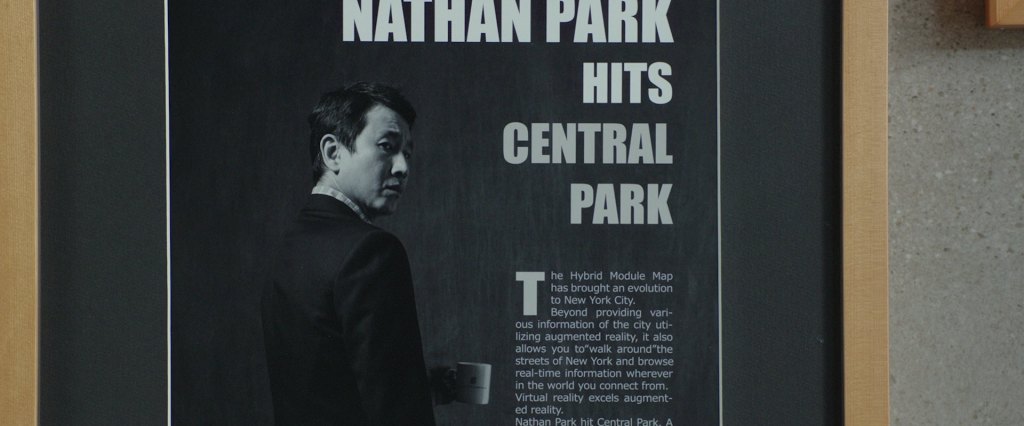 NATHAN PARK
HITS
CENTRAL
PARK
The Hybrid Module Map
has brought an evolution
to New York City.
Beyond providing vari-
ous information of the city uti-
lizing augmented reality, it also
allows you to"walk around"the
streets of New York and browse
real-time information wherever
in the world you connect from.
Virtual reality excels augment-
ed reality.
Nathan Park hit Central Park. A